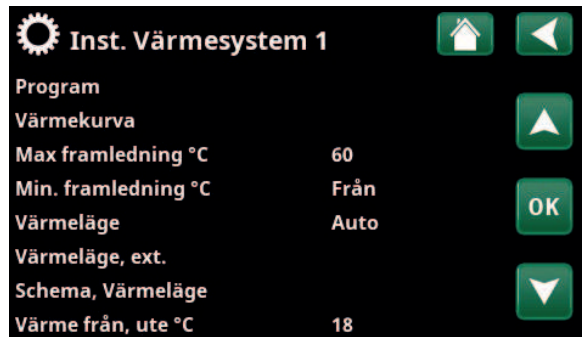 Inst. Värmesystem 1
Program
Värmekurva
Max framledning °C 60
Min. framledning °C Från
Värmeläge Auto
OK
Värmeläge, ext.
Schema, Värmeläge
Värme från, ute °C 18